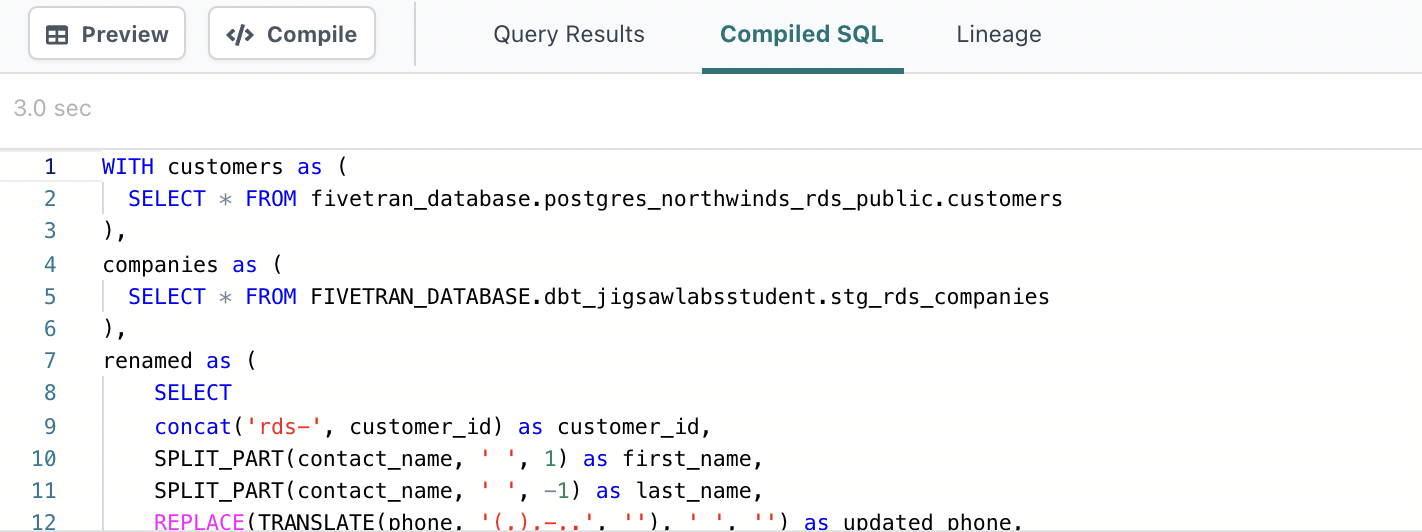 Preview
Compile
Query Results
Compiled SQL
Lineage
3.0 sec
1 WITH customers as (
2 SELECT * FROM fivetran_database.postgres_northwinds_rds_public.customers
3 ),
4 companies as (
5 SELECT * FROM FIVETRAN_DATABASE.dbt_jigsawlabsstudent.stg_rds_companies
6 ),
7 renamed as (
8 SELECT
9 concat('rds-', customer_id) as customer_id,
10 SPLIT_PART(contact_name, ' ', 1) as first_name,
11 SPLIT_PART(contact_name, ' ', -1) as last_name,
12 REPLACE(TRANSLATE(phone, '(,),-,.', ''), ' ', '') as updated_phone,